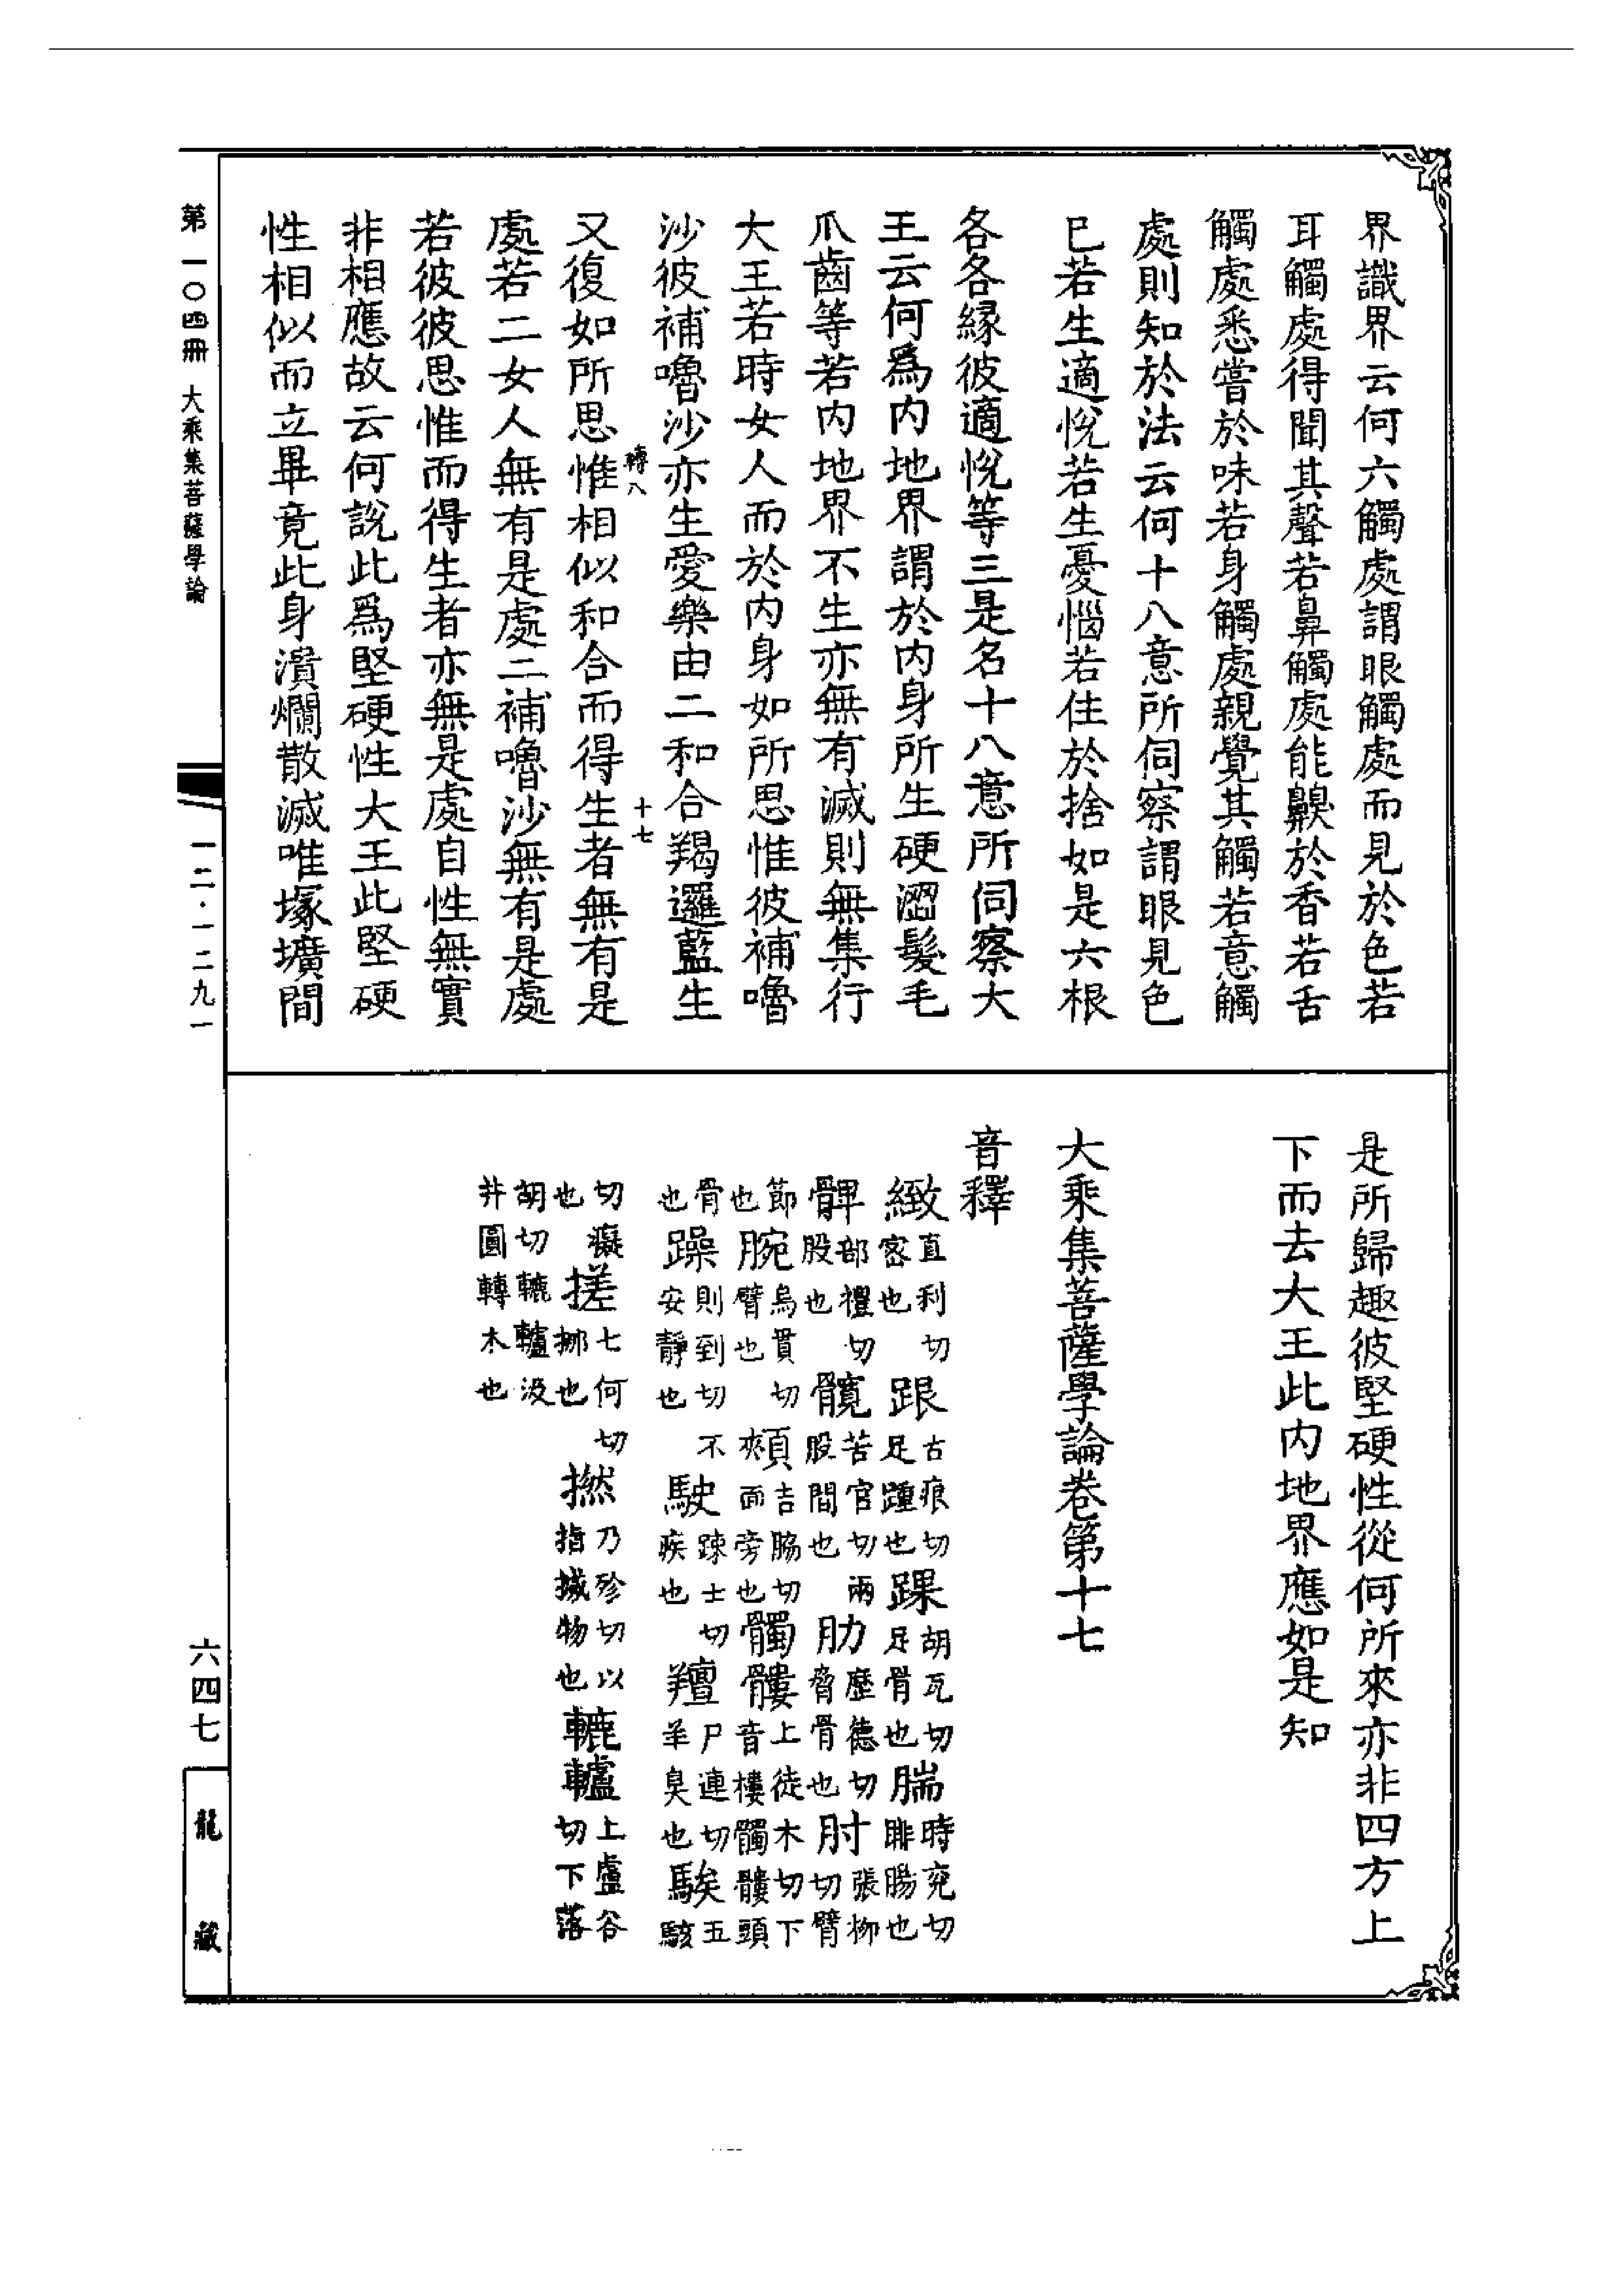 界識界云何六觸處謂眼觸處而見於色若
耳觸處得聞其聲若鼻觸處能齅於香若舌
觸處悉嘗於味若身觸處親覺其觸若意觸
處則知於法云何十八意所伺察謂眼見色
已若生適悅若生憂惱若住於捨如是六根
各各緣彼適悅等三是名十八意所伺察大
王云何爲内地界謂於内身所生硬澀髮毛
爪齒等若内地界不生亦無有滅則無集行
大王若時女人而於内身如所思惟彼補嚕
沙彼補嚕沙亦生愛樂由二和合羯邏藍生
轉八
十七
又復如所思惟相似和合而得生者無有是
處若二女人無有是處二補嚕沙無有是處
若彼彼思惟而得生者亦無是處自性無實
非相應故云何說此爲堅硬性大王此堅硬
性相似而立畢竟此身潰爛散滅唯塚壙間
是所歸趣彼堅硬性從何所來亦非四方上
下而去大王此内地界應如是知
大乘集菩薩學論卷第十七
音釋
緻直利切密也 跟古痕切足踵也 踝胡瓦切足骨也 腨時兗切腓腸也
髀部禮切股也 髖苦官切兩股間也 肋歷德切脅骨也 肘張柳切臂
節也 腕烏貫切臂也 頰吉脇切夾面旁也 髑髏上徒木切下音樓髑髏頭
骨也 躁則到切不安靜也 駛踈士切疾也 羶尸連切羊臭也 騃五駭
切癡也 搓七何切挪也 撚乃殄切以指搣物也 轆轤上盧谷切下落
胡切轆轤汲井圓轉木也
第一〇四冊 大乘集菩薩學論
一二·一二九一
六四七
龍藏